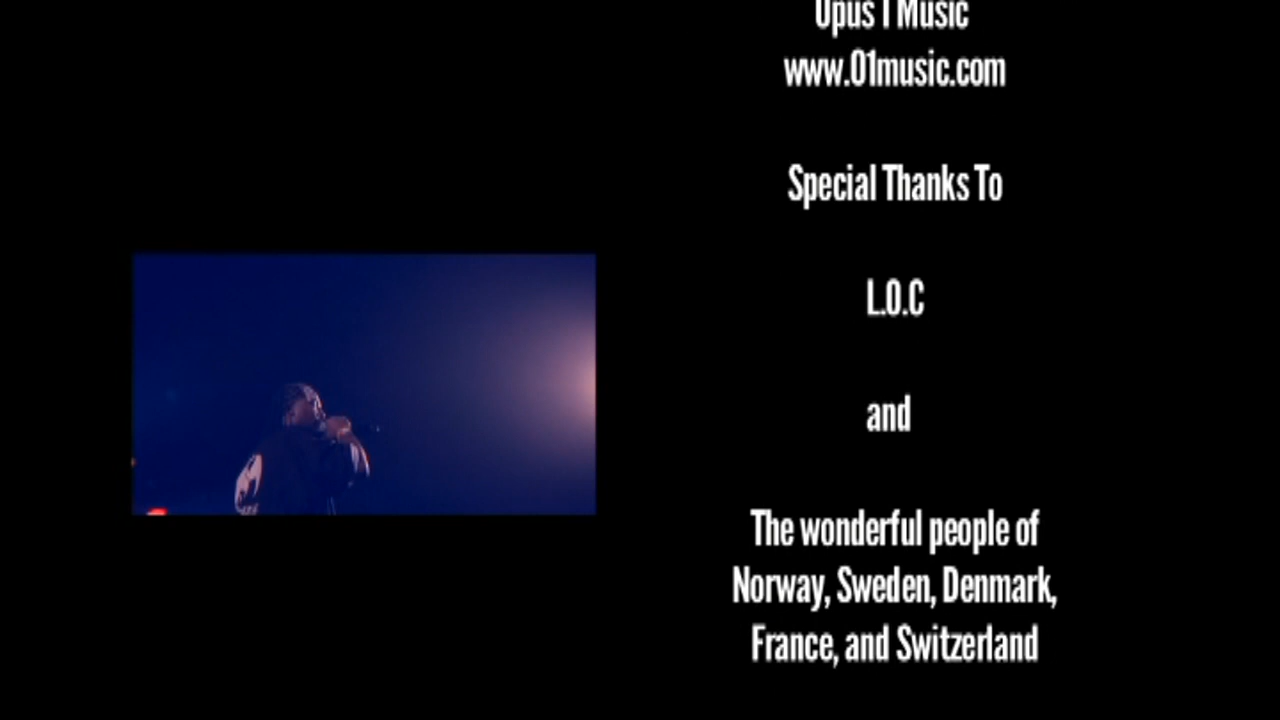 Opus 1 Music
www.01music.com
Special Thanks To
L.O.C
and
The wonderful people of
Norway, Sweden, Denmark,
France, and Switzerland